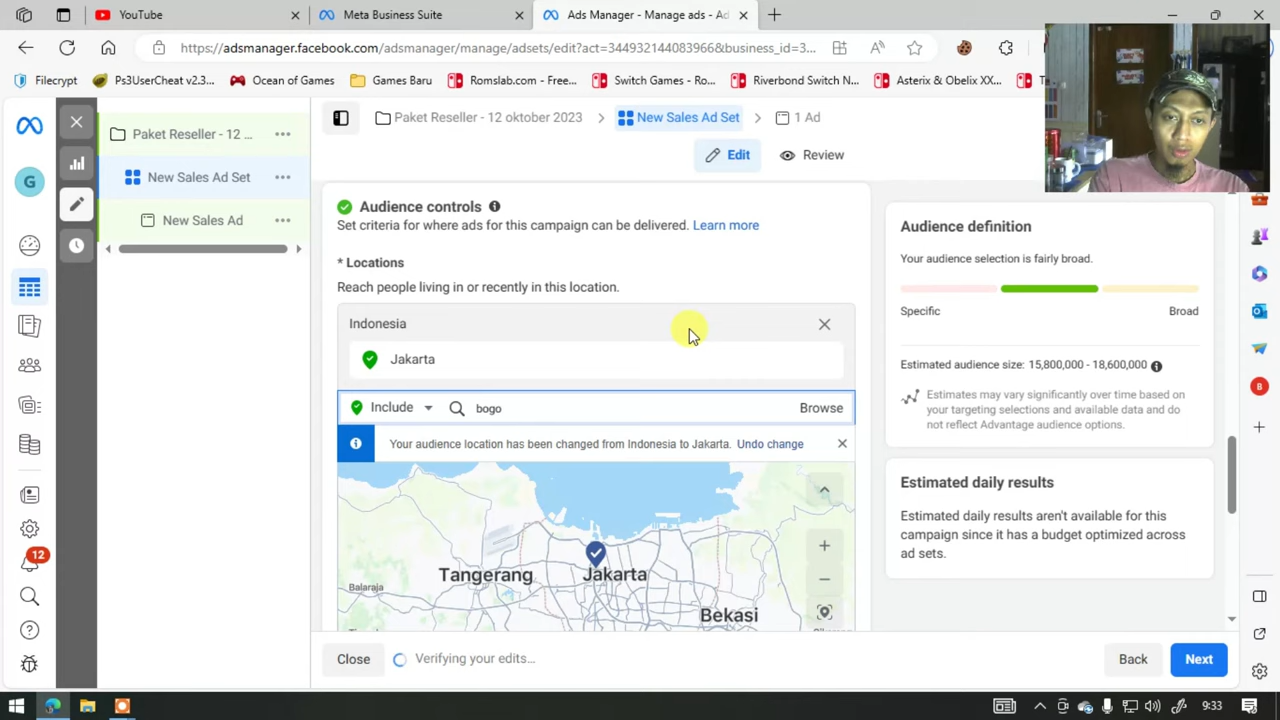 YouTube
Meta Business Suite
Ads Manager - Manage ads - Ad
https://adsmanager.facebook.com/adsmanager/manage/adsets/edit?act=344932144083966&business_id=3...
Filecrypt
Ps3UserCheat v2.3...
Ocean of Games
Games Baru
Romslab.com - Free...
Switch Games - Ro...
Riverbond Switch N...
Asterix & Obelix XX...
Paket Reseller - 12 ...
New Sales Ad Set
New Sales Ad
Paket Reseller - 12 oktober 2023
New Sales Ad Set
1 Ad
Edit
Review
Audience controls
Set criteria for where ads for this campaign can be delivered. Learn more
* Locations
Reach people living in or recently in this location.
Indonesia
Jakarta
Include
bogo
Browse
Your audience location has been changed from Indonesia to Jakarta. Undo change
Tangerang
Jakarta
Balaraja
Bekasi
Audience definition
Your audience selection is fairly broad.
Specific
Broad
Estimated audience size: 15,800,000 - 18,600,000
Estimates may vary significantly over time based on
your targeting selections and available data and do
not reflect Advantage audience options.
Estimated daily results
Estimated daily results aren't available for this
campaign since it has a budget optimized across
ad sets.
Close
Verifying your edits...
Back
Next
G
12
B
9:33